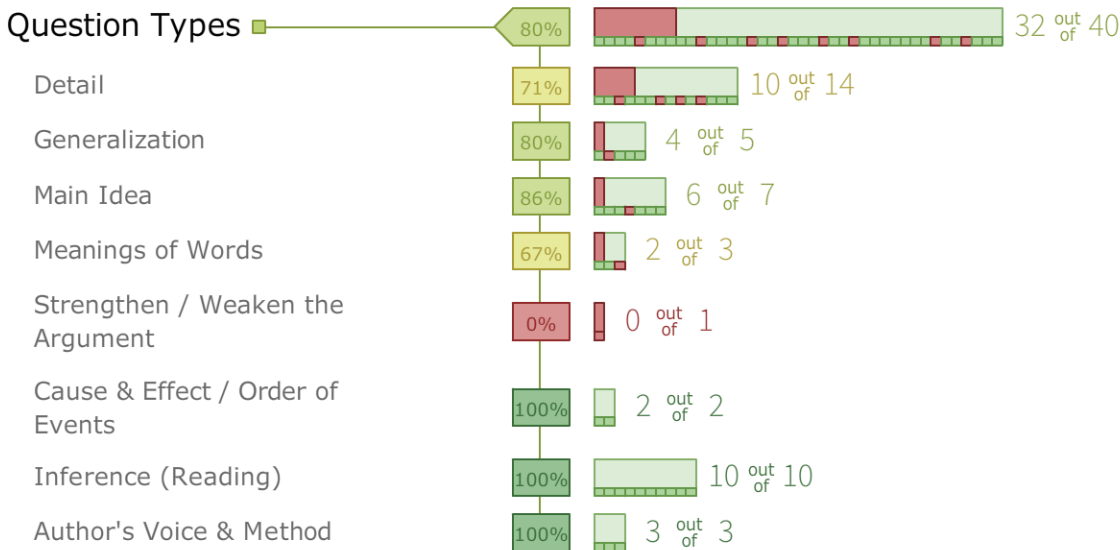 Question Types 80% 32 out of 40
Detail 71% 10 out of 14
Generalization 80% 4 out of 5
Main Idea 86% 6 out of 7
Meanings of Words 67% 2 out of 3
Strengthen / Weaken the
Argument 0% 0 out of 1
Cause & Effect / Order of
Events 100% 2 out of 2
Inference (Reading) 100% 10 out of 10
Author's Voice & Method 100% 3 out of 3